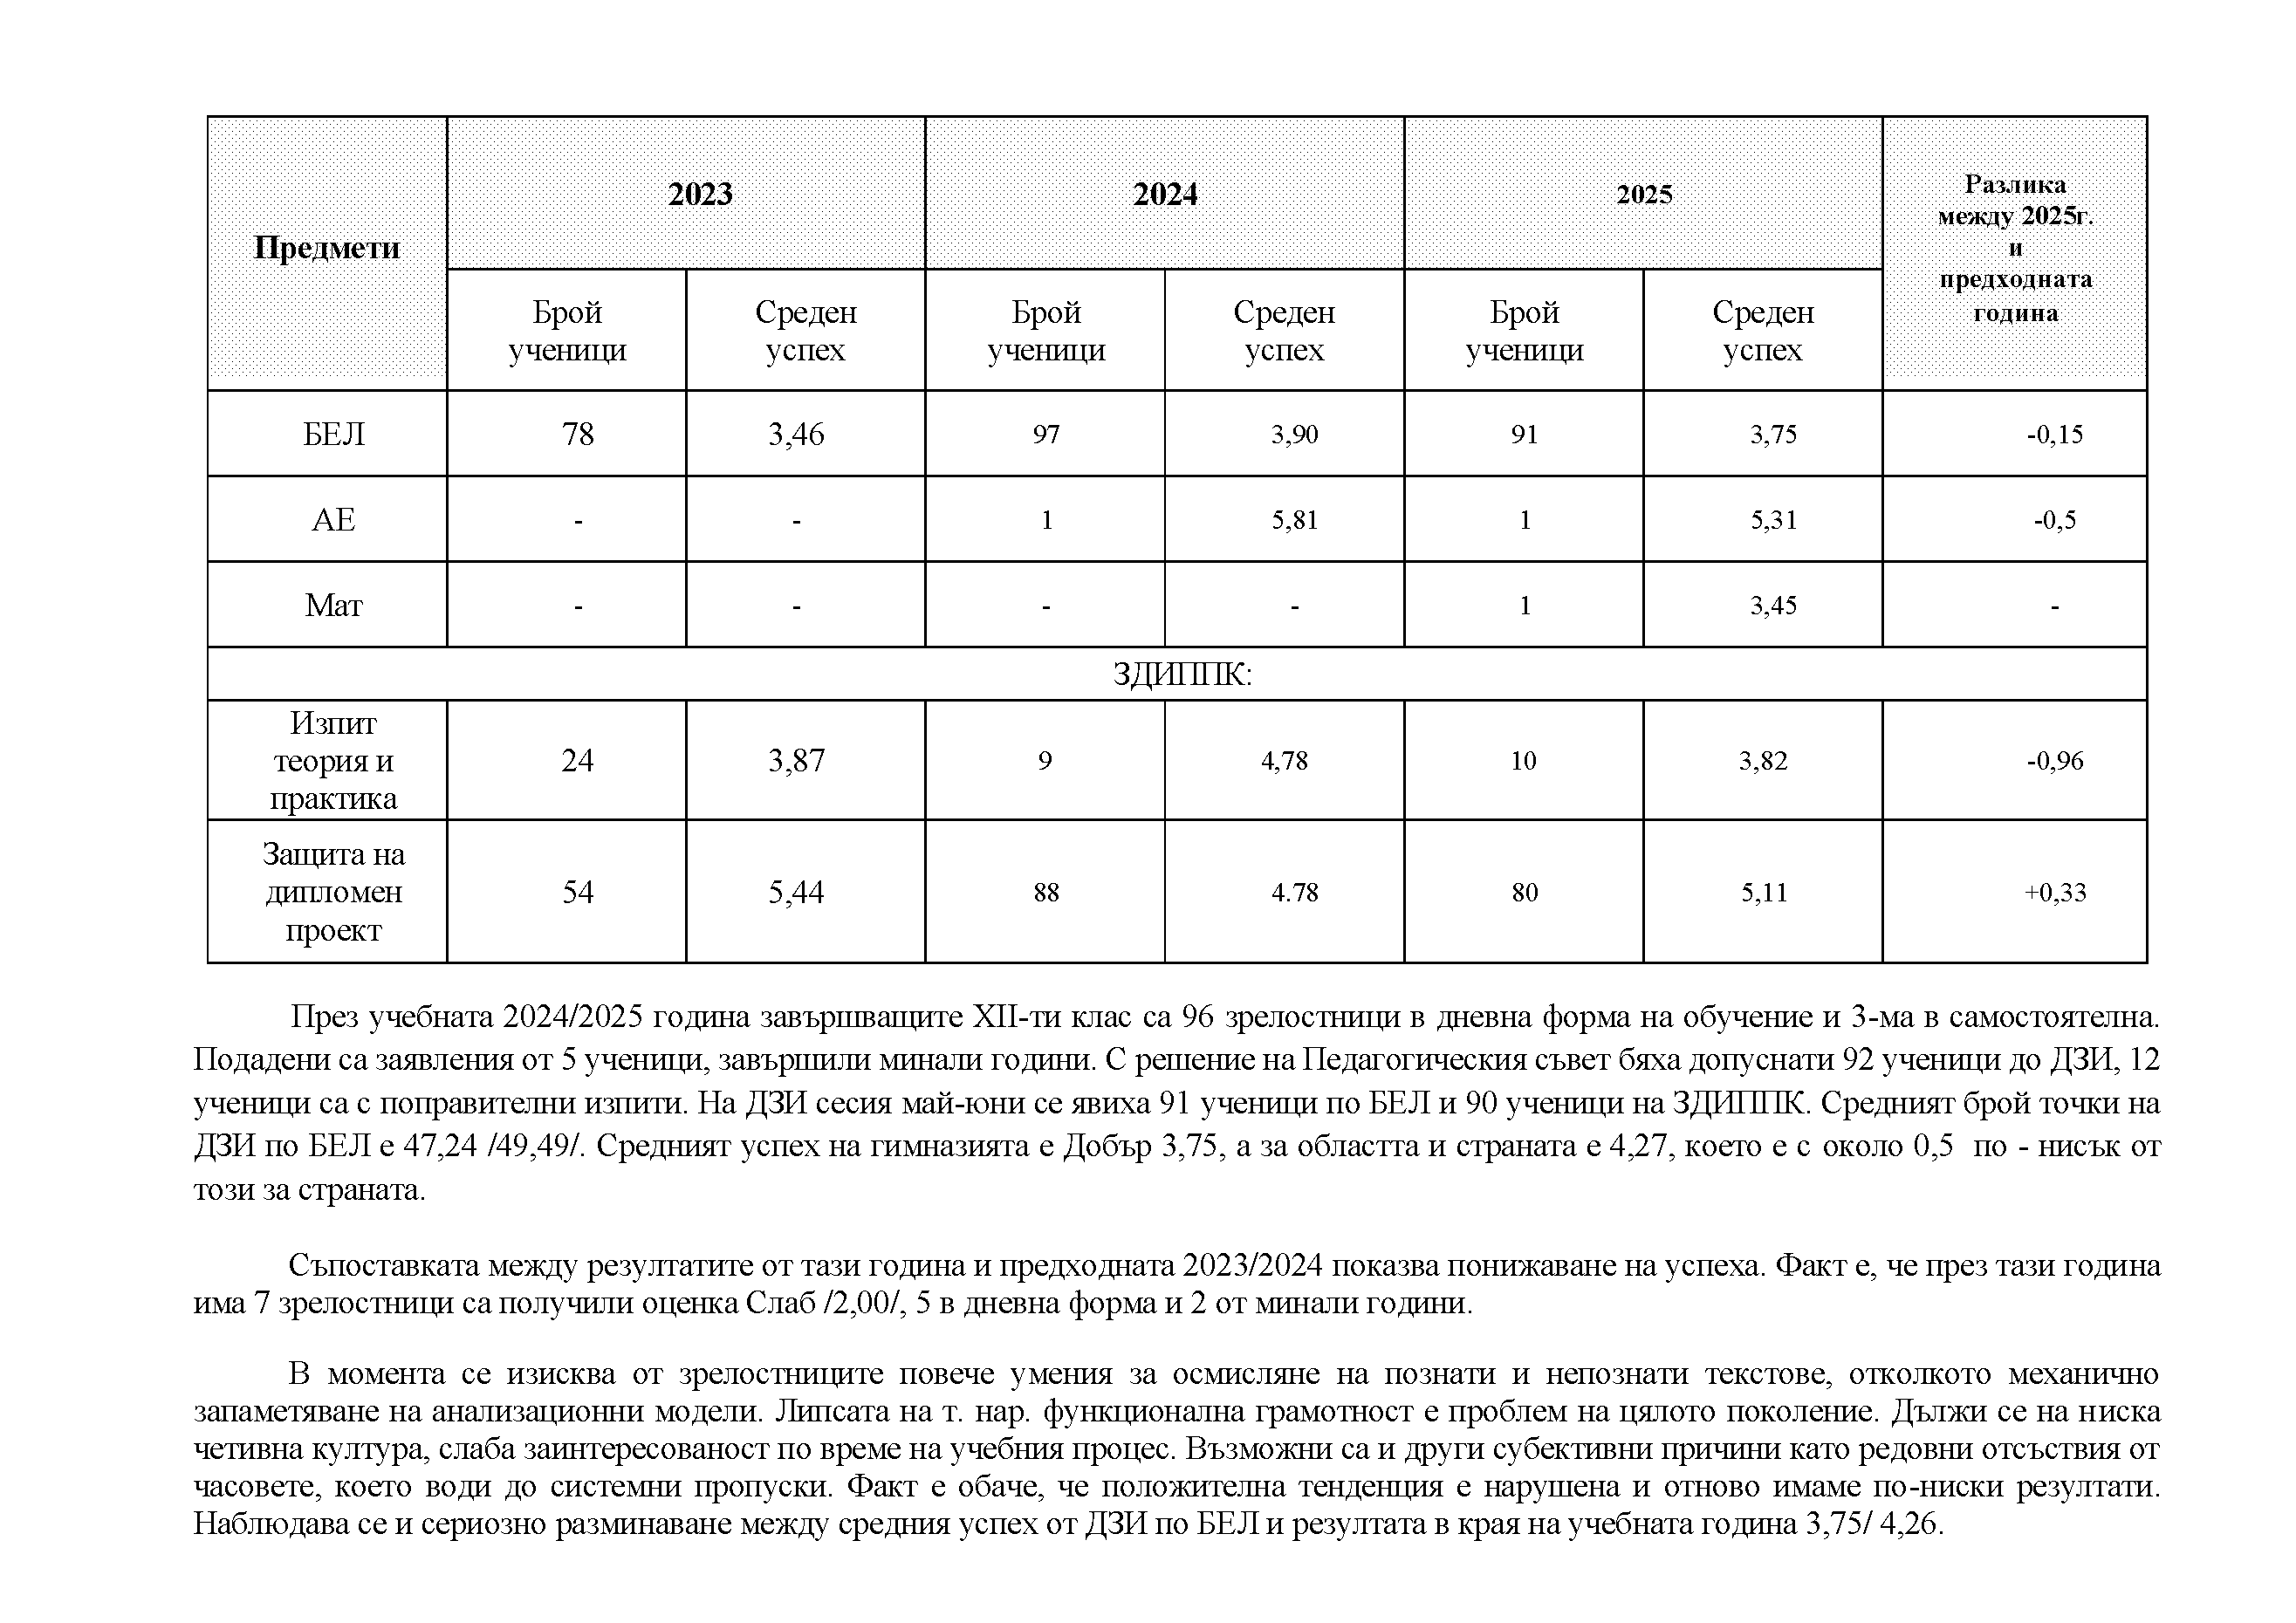 Предмети
2023
2024
2025
Разлика
между 2025г.
и
предходната
година
Брой
ученици
Среден
успех
Брой
ученици
Среден
успех
Брой
ученици
Среден
успех
БЕЛ 78 3,46 97 3,90 91 3,75 -0,15
АЕ - - 1 5,81 1 5,31 -0,5
Мат - - - - 1 3,45 -
ЗДИППК:
Изпит
теория и
практика
24 3,87 9 4,78 10 3,82 -0,96
Защита на
дипломен
проект
54 5,44 88 4.78 80 5,11 +0,33
През учебната 2024/2025 година завършващите XII-ти клас са 96 зрелостници в дневна форма на обучение и 3-ма в самостоятелна.
Подадени са заявления от 5 ученици, завършили минали години. С решение на Педагогическия съвет бяха допуснати 92 ученици до ДЗИ, 12
ученици са с поправителни изпити. На ДЗИ сесия май-юни се явиха 91 ученици по БЕЛ и 90 ученици на ЗДИППК. Средният брой точки на
ДЗИ по БЕЛ е 47,24 /49,49/. Средният успех на гимназията е Добър 3,75, а за областта и страната е 4,27, което е с около 0,5 по - нисък от
този за страната.
Съпоставката между резултатите от тази година и предходната 2023/2024 показва понижаване на успеха. Факт е, че през тази година
има 7 зрелостници са получили оценка Слаб /2,00/, 5 в дневна форма и 2 от минали години.
В момента се изисква от зрелостниците повече умения за осмисляне на познати и непознати текстове, отколкото механично
запаметяване на анализационни модели. Липсата на т. нар. функционална грамотност е проблем на цялото поколение. Дължи се на ниска
четивна култура, слаба заинтересованост по време на учебния процес. Възможни са и други субективни причини като редовни отсъствия от
часовете, което води до системни пропуски. Факт е обаче, че положителна тенденция е нарушена и отново имаме по-ниски резултати.
Наблюдава се и сериозно разминаване между средния успех от ДЗИ по БЕЛ и резултата в края на учебната година 3,75/ 4,26.